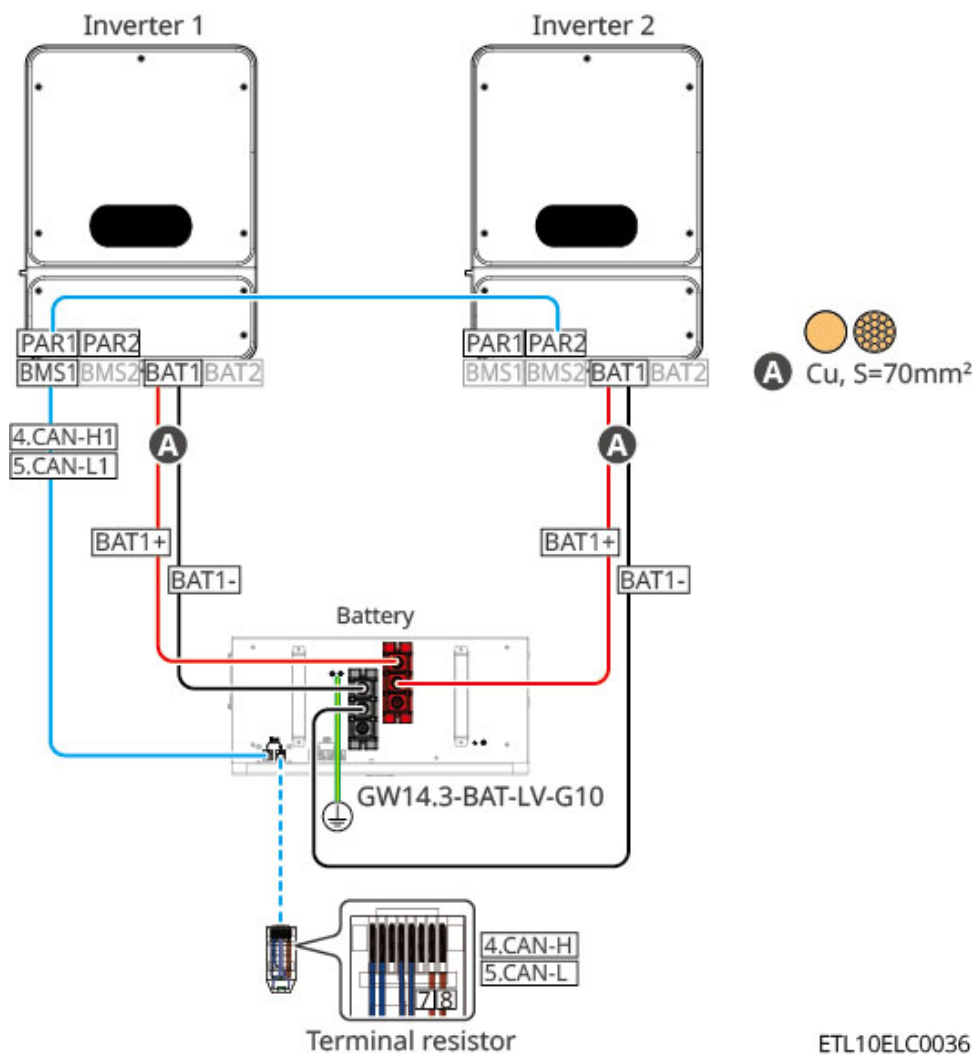 Inverter 1
Inverter 2
PAR1 PAR2
BMS1 BMS2 BAT1 BAT2
PAR1 PAR2
BMS1 BMS2 BAT1 BAT2
A Cu, S=70mm²
4.CAN-H1
5.CAN-L1
A
A
BAT1+
BAT1-
BAT1+
BAT1-
Battery
GW14.3-BAT-LV-G10
4.CAN-H
5.CAN-L
7 8
Terminal resistor
ETL10ELC0036